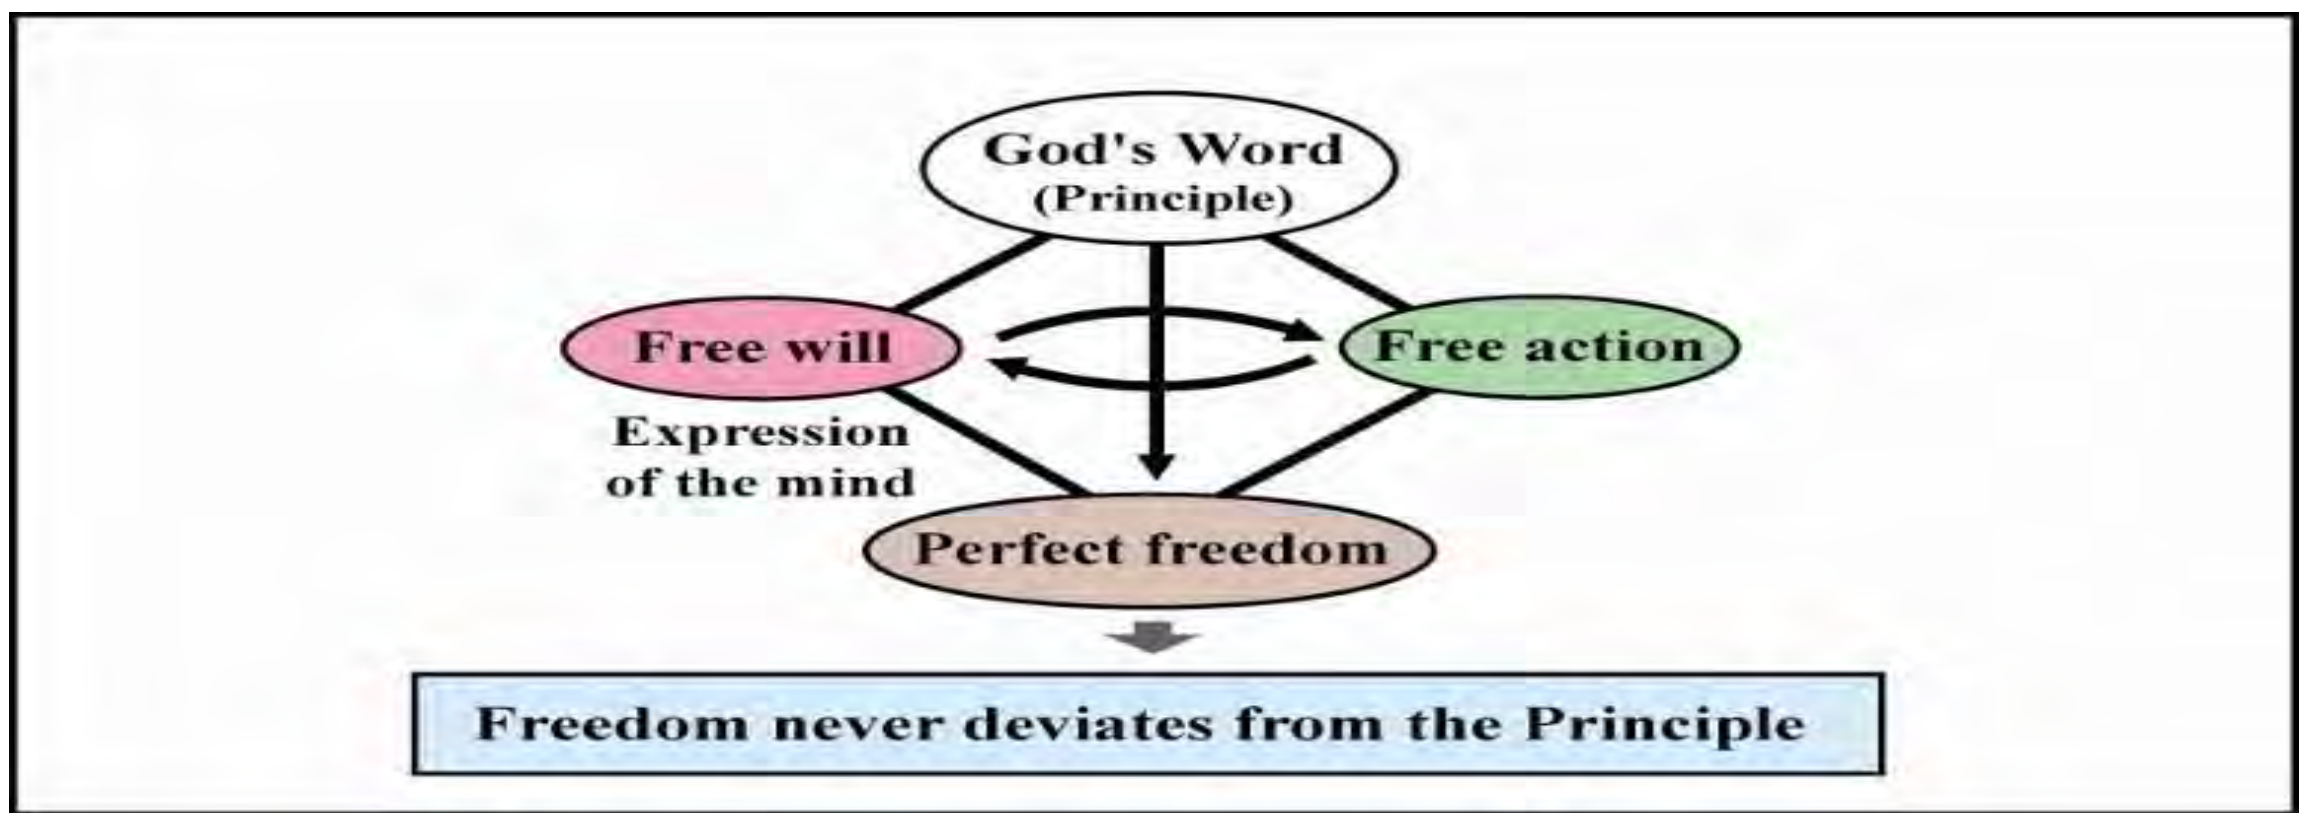 God's Word
(Principle)
Free will
Free action
Expression
of the mind
Perfect freedom
Freedom never deviates from the Principle